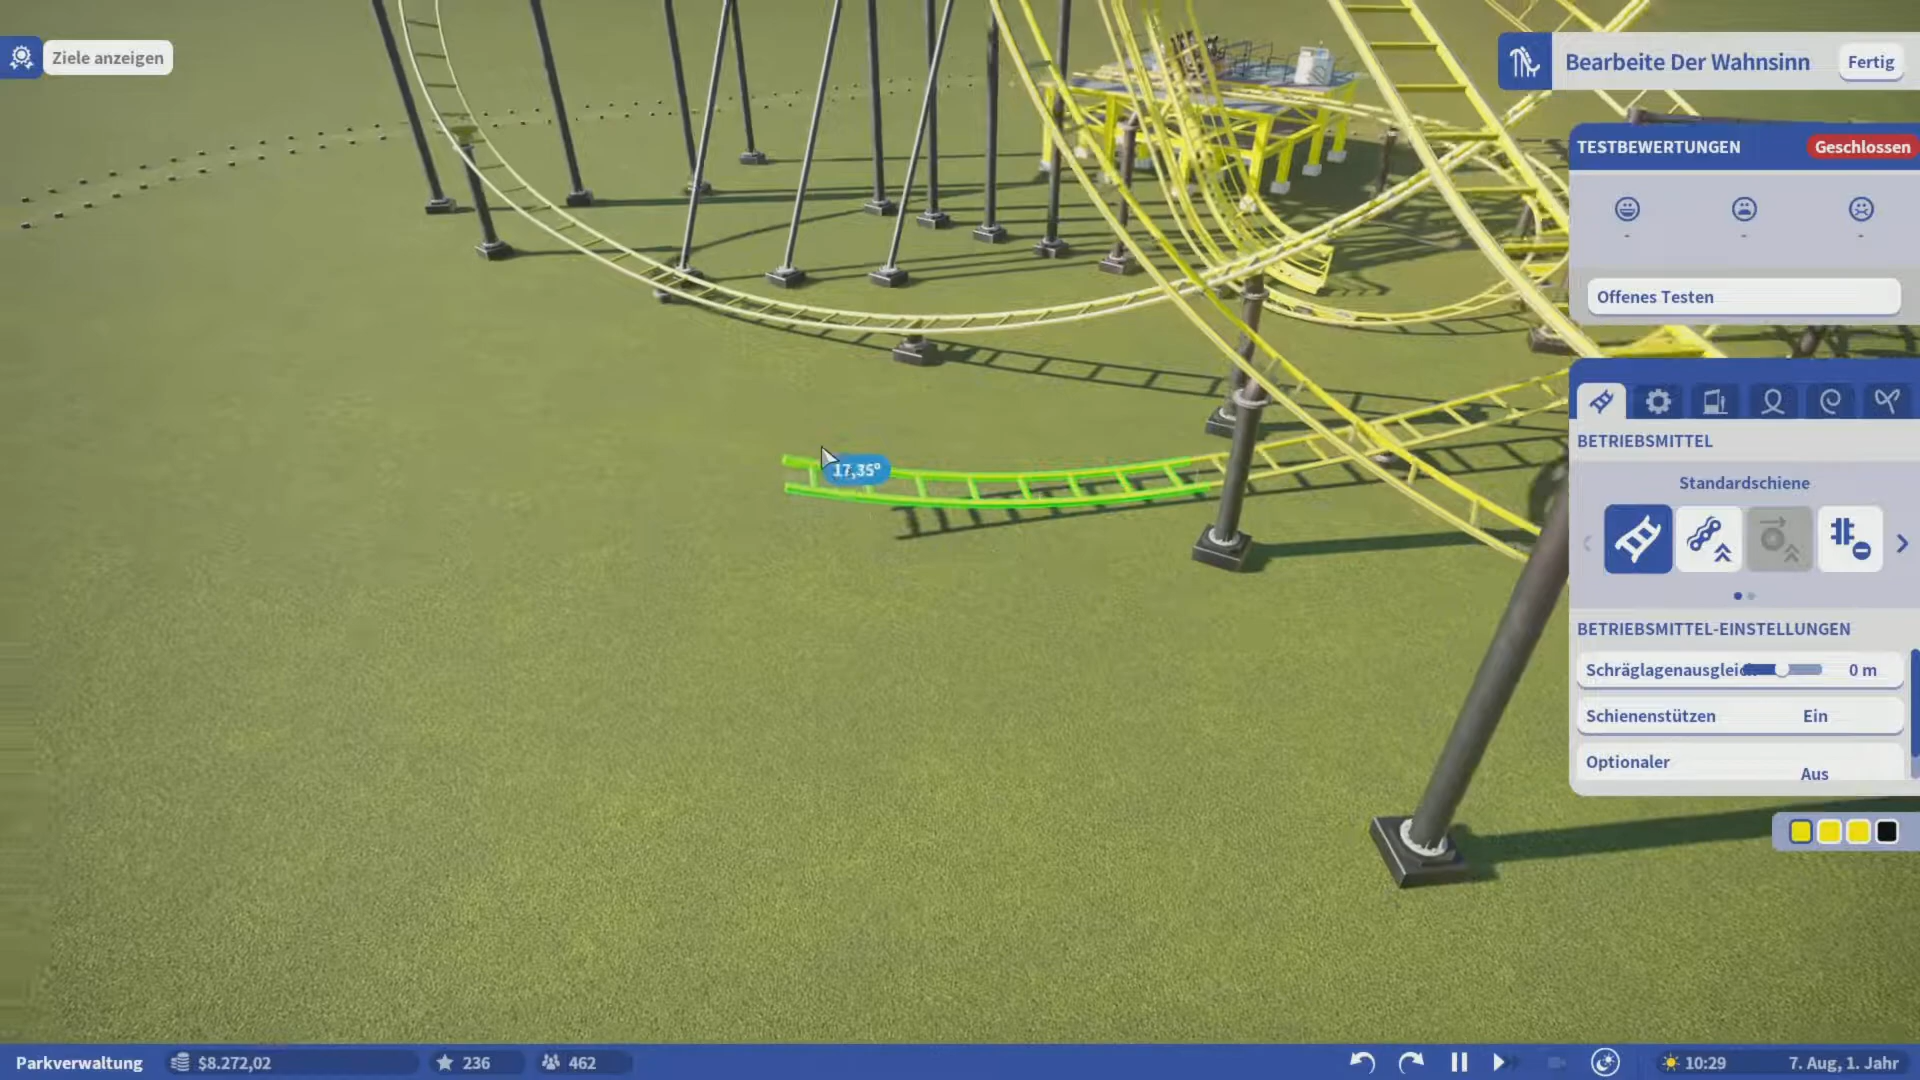 Ziele anzeigen
Bearbeite Der Wahnsinn
Fertig
TESTBEWERTUNGEN
Geschlossen
- - -
Offenes Testen
17,35°
BETRIEBSMITTEL
Standardschiene
BETRIEBSMITTEL-EINSTELLUNGEN
Schräglagenausgleic
0 m
Schienenstützen
Ein
Optionaler
Aus
Parkverwaltung
$8.272,02
236
462
10:29
7. Aug, 1. Jahr